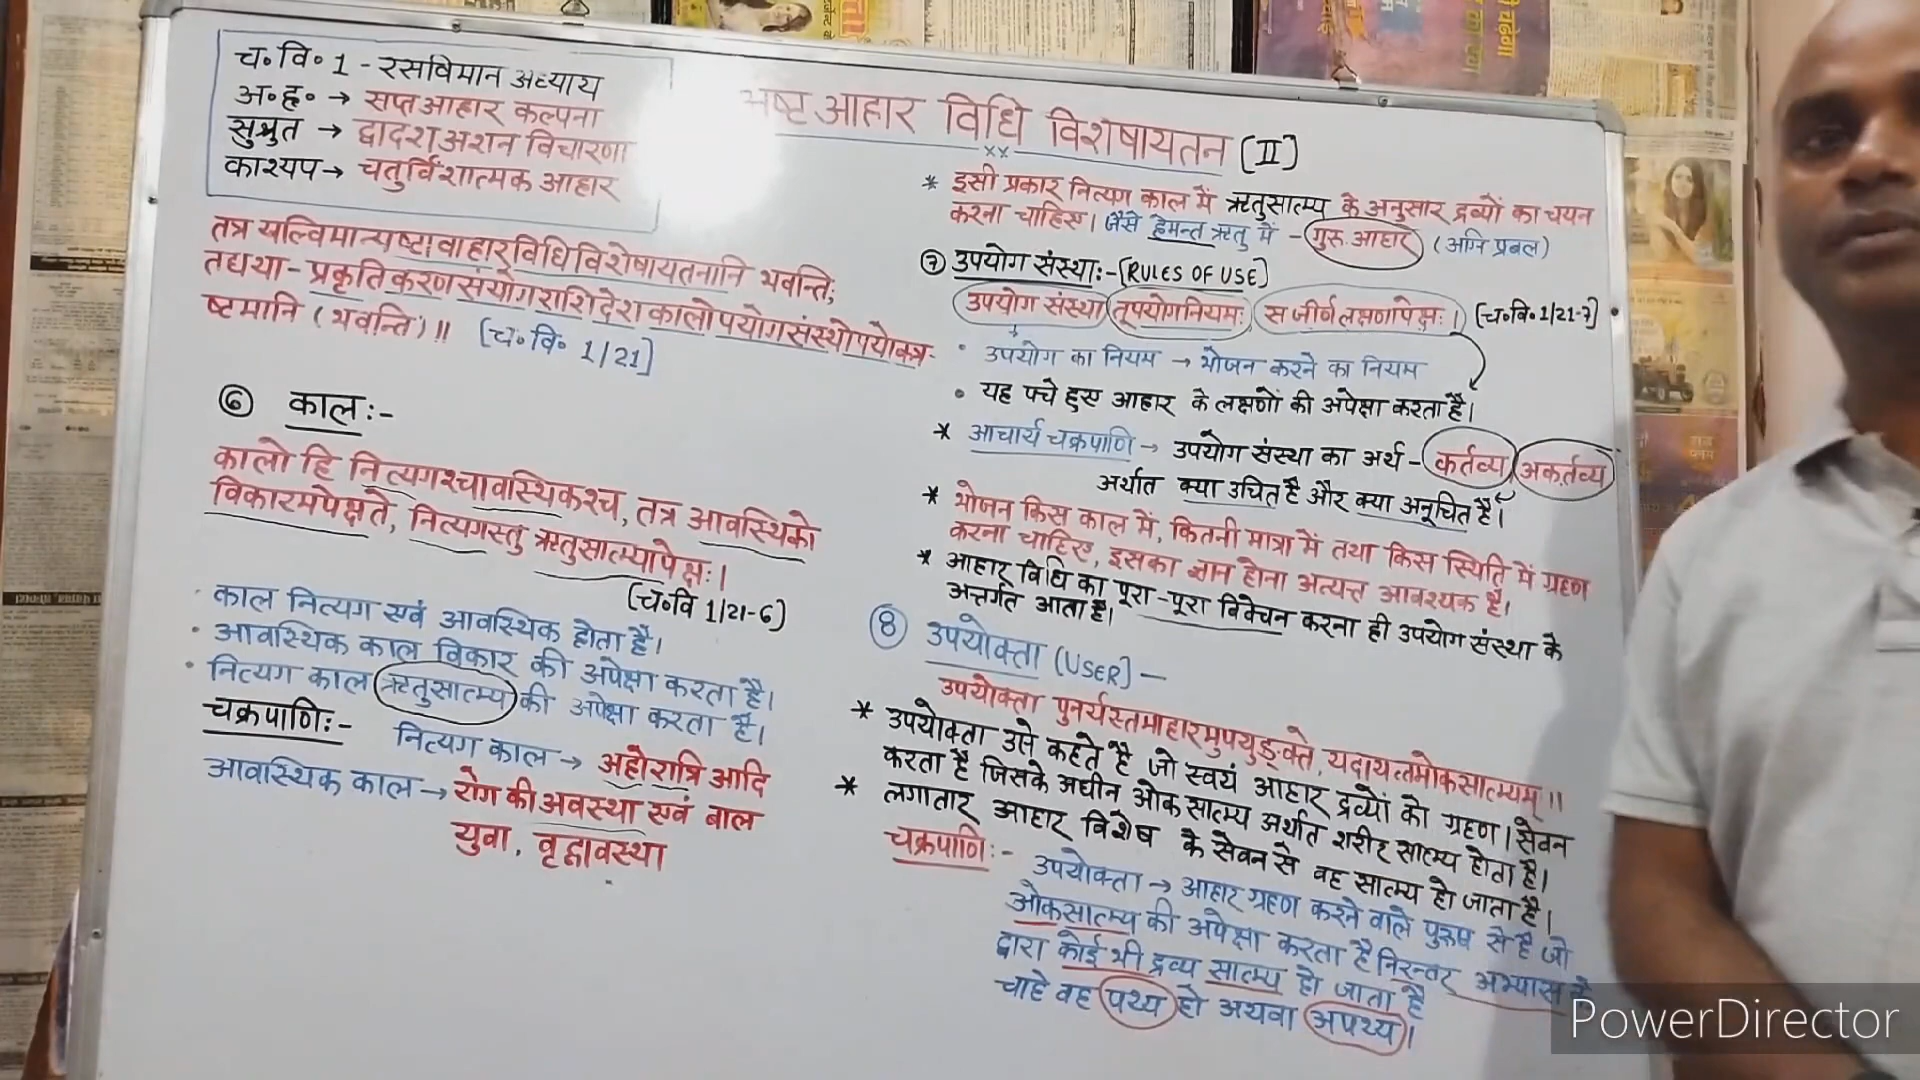 च॰वि॰1 - रसविमान अध्याय
अ॰हृ॰ → सप्त आहार कल्पना
सुश्रुत → द्वादश अशन विचारणा
काश्यप → चतुर्विंशात्मक आहार
तत्र खल्विमान्यष्टावाहारविधिविशेषायतनानि भवन्ति;
तद्यथा - प्रकृतिकरणसंयोगराशिदेशकालोपयोगसंस्थोपयोक्त्र-
ष्टमानि (भवन्ति)॥ [च॰वि॰ 1/21]
⑥ कालः-
कालो हि नित्यगश्चावस्थिकश्च, तत्र आवस्थिको
विकारमपेक्षते, नित्यगस्तु ऋतुसात्म्यापेक्षः।
[च॰वि 1/21-6]
· काल नित्यग एवं आवस्थिक होता है।
· आवस्थिक काल विकार की अपेक्षा करता है।
· नित्यग काल ऋतुसात्म्य की अपेक्षा करता है।
चक्रपाणिः-
नित्यग काल → अहोरात्रि आदि
आवस्थिक काल → रोग की अवस्था एवं बाल
युवा, वृद्धावस्था
अष्ट आहार विधि विशेषायतन [II]
* इसी प्रकार नित्यग काल में ऋतुसात्म्य के अनुसार द्रव्यों का चयन
करना चाहिए। जैसे हेमन्त ऋतु में - गुरू आहार (अग्नि प्रबल)
⑦ उपयोग संस्थाः- [RULES OF USE]
उपयोग संस्था तूपयोगनियमः स जीर्णलक्षणापेक्षः। [च॰वि॰1/21-7]
· उपयोग का नियम → भोजन करने का नियम
• यह पचे हुए आहार के लक्षणों की अपेक्षा करता है।
* आचार्य चक्रपाणि → उपयोग संस्था का अर्थ - कर्तव्य अकर्तव्य
अर्थात क्या उचित है और क्या अनूचित है।
* भोजन किस काल में, कितनी मात्रा में तथा किस स्थिति में ग्रहण
करना चाहिए, इसका ज्ञान होना अत्यत्त आवश्यक है।
* आहार विधि का पूरा-पूरा विवेचन करना ही उपयोग संस्था के
अन्तर्गत आता है।
⑧ उपयोक्ता (USER] —
उपयोक्ता पुनर्यस्तमाहारमुपयुङ्क्ते, यदायत्तमोकसात्म्यम्॥
* उपयोक्ता उसे कहते है जो स्वयं आहार द्रव्यों को ग्रहण। सेवन
करता है जिसके अधीन ओक सात्म्य अर्थात शरीर सात्म्य होता है।
* लगातार आहार विशेष के सेवन से वह सात्म्य हो जाता है।
चक्रपाणिः-
उपयोक्ता → आहार ग्रहण करने वाले पुरूष से है जो
ओकसात्म्य की अपेक्षा करता है निरन्तर अभ्यास के
द्वारा कोई भी द्रव्य सात्म्य हो जाता है
चाहे वह पथ्य हो अथवा अपथ्य।
PowerDirector